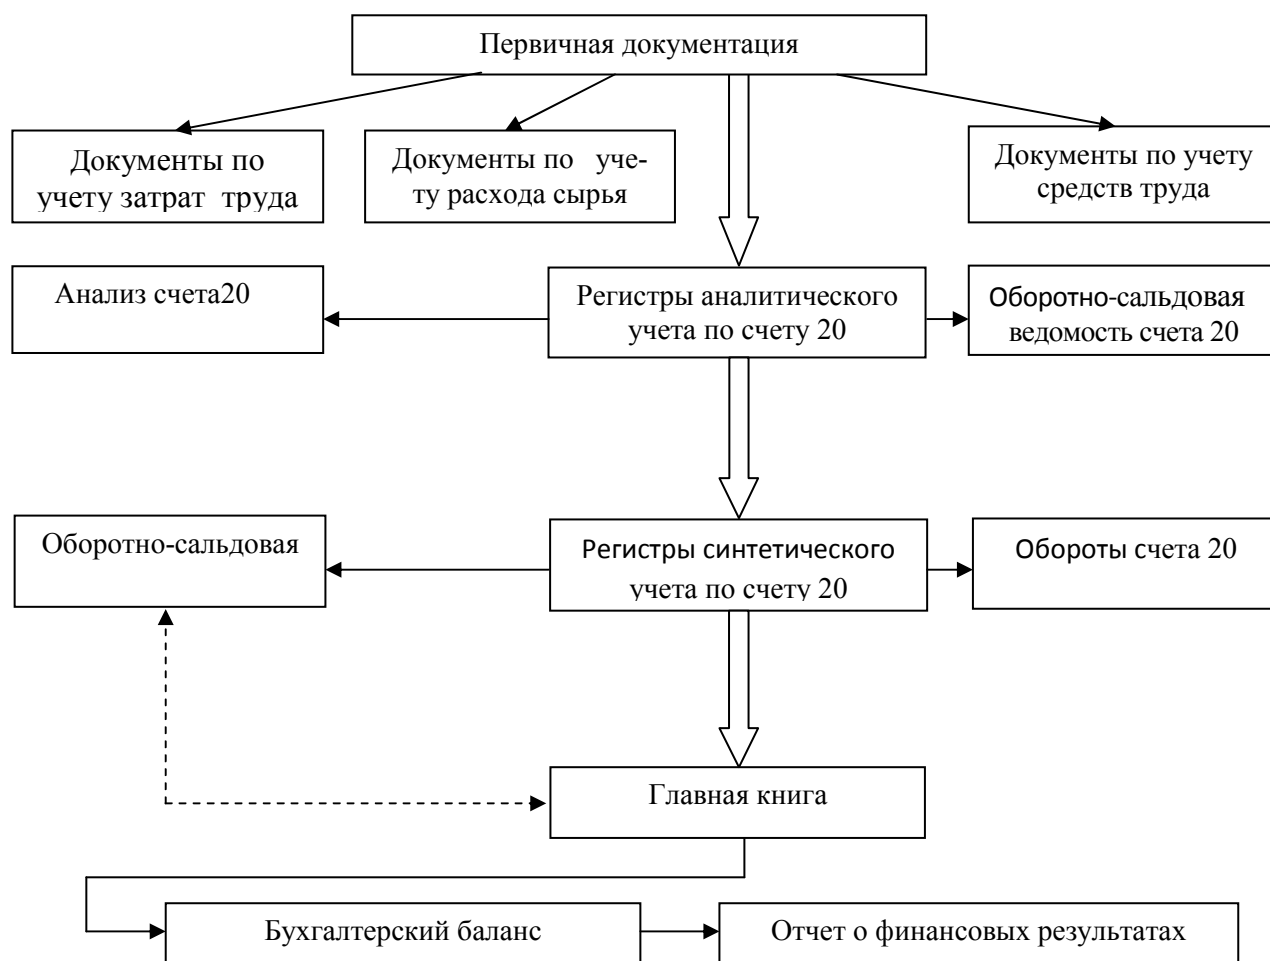 Первичная документация
Документы по
учету затрат труда
Документы по уче-
ту расхода сырья
Документы по учету
средств труда
Анализ счета20
Регистры аналитического
учета по счету 20
Оборотно-сальдовая
ведомость счета 20
Оборотно-сальдовая
Регистры синтетического
учета по счету 20
Обороты счета 20
Главная книга
Бухгалтерский баланс
Отчет о финансовых результатах